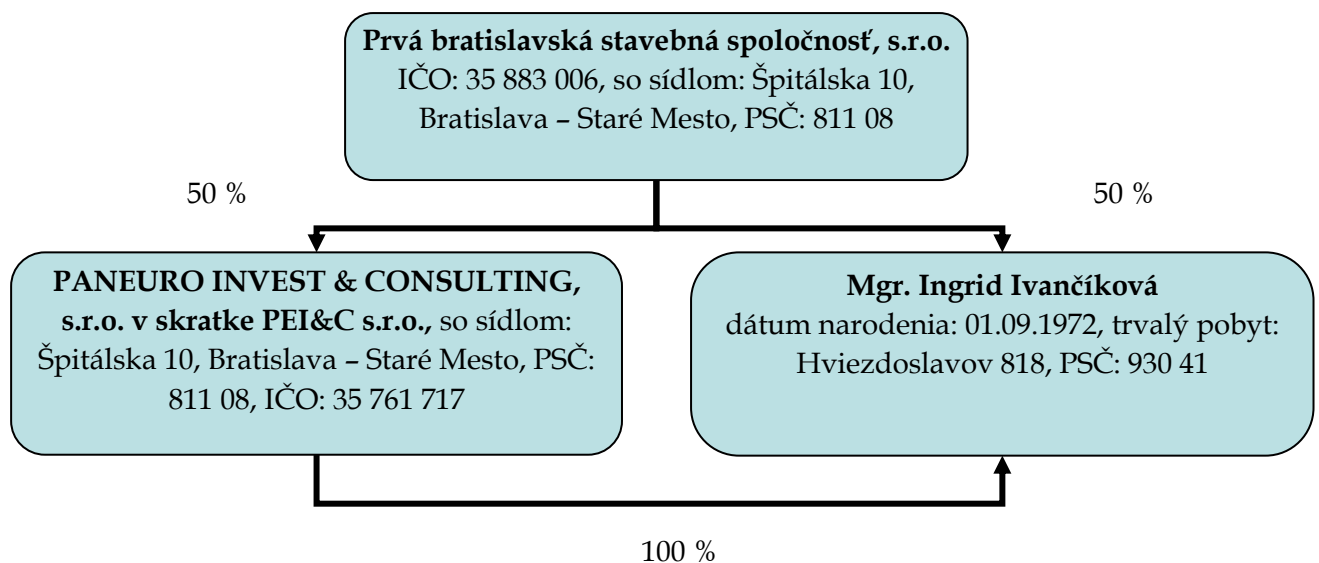 Prvá bratislavská stavebná spoločnosť, s.r.o.
IČO: 35 883 006, so sídlom: Špitálska 10,
Bratislava – Staré Mesto, PSČ: 811 08
50 %
50 %
PANEURO INVEST & CONSULTING,
s.r.o. v skratke PEI&C s.r.o., so sídlom:
Špitálska 10, Bratislava – Staré Mesto, PSČ:
811 08, IČO: 35 761 717
Mgr. Ingrid Ivančíková
dátum narodenia: 01.09.1972, trvalý pobyt:
Hviezdoslavov 818, PSČ: 930 41
100 %